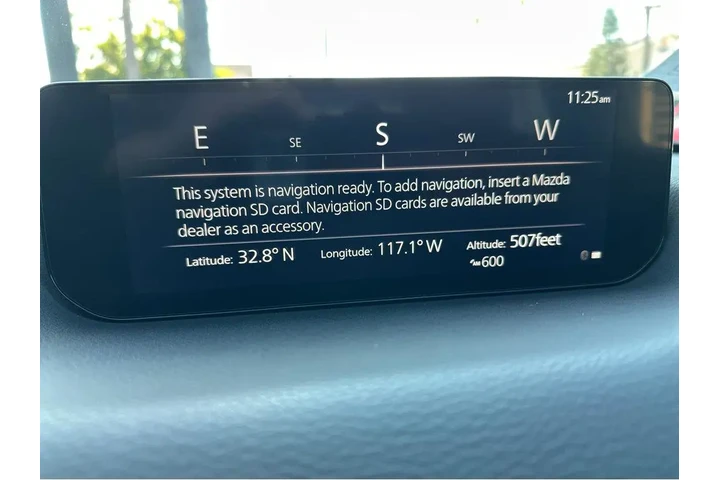 11:25am
E SE S SW W
This system is navigation ready. To add navigation, insert a Mazda
navigation SD card. Navigation SD cards are available from your
dealer as an accessory.
Latitude: 32.8° N Longitude: 117.1° W Altitude: 507feet
AM 600